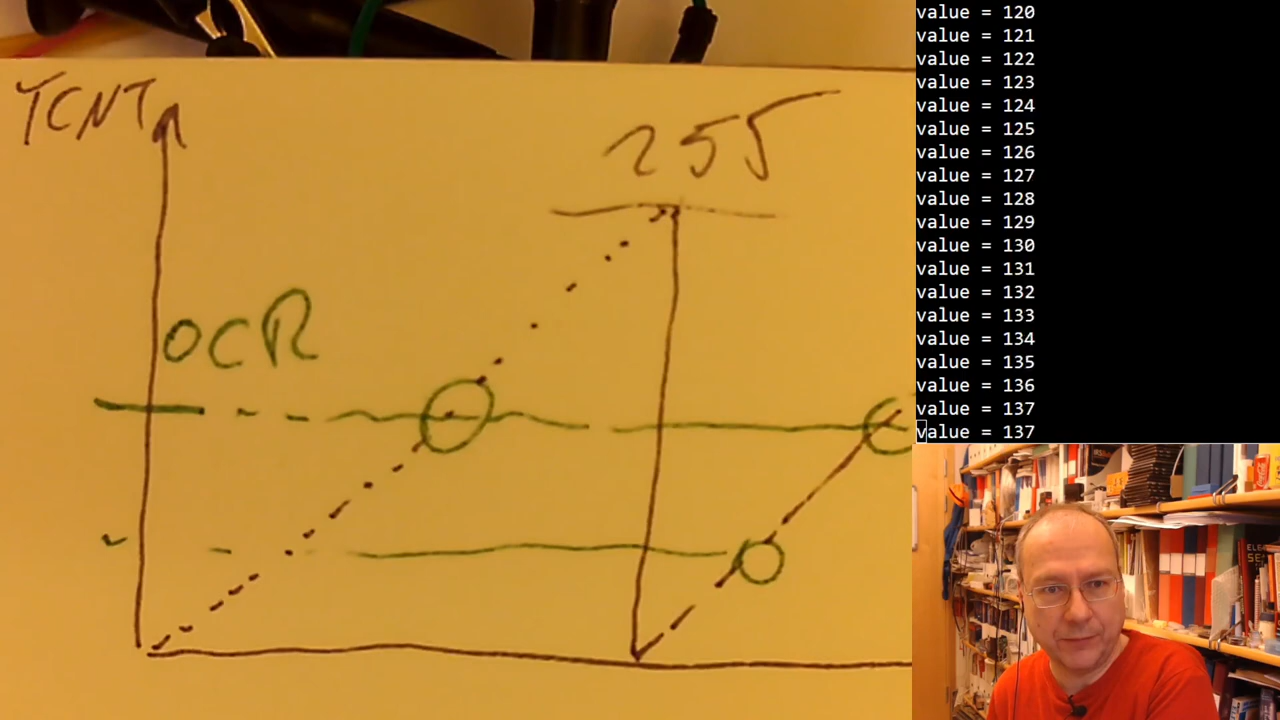 TCNT
255
OCR
value = 120
value = 121
value = 122
value = 123
value = 124
value = 125
value = 126
value = 127
value = 128
value = 129
value = 130
value = 131
value = 132
value = 133
value = 134
value = 135
value = 136
value = 137
value = 137